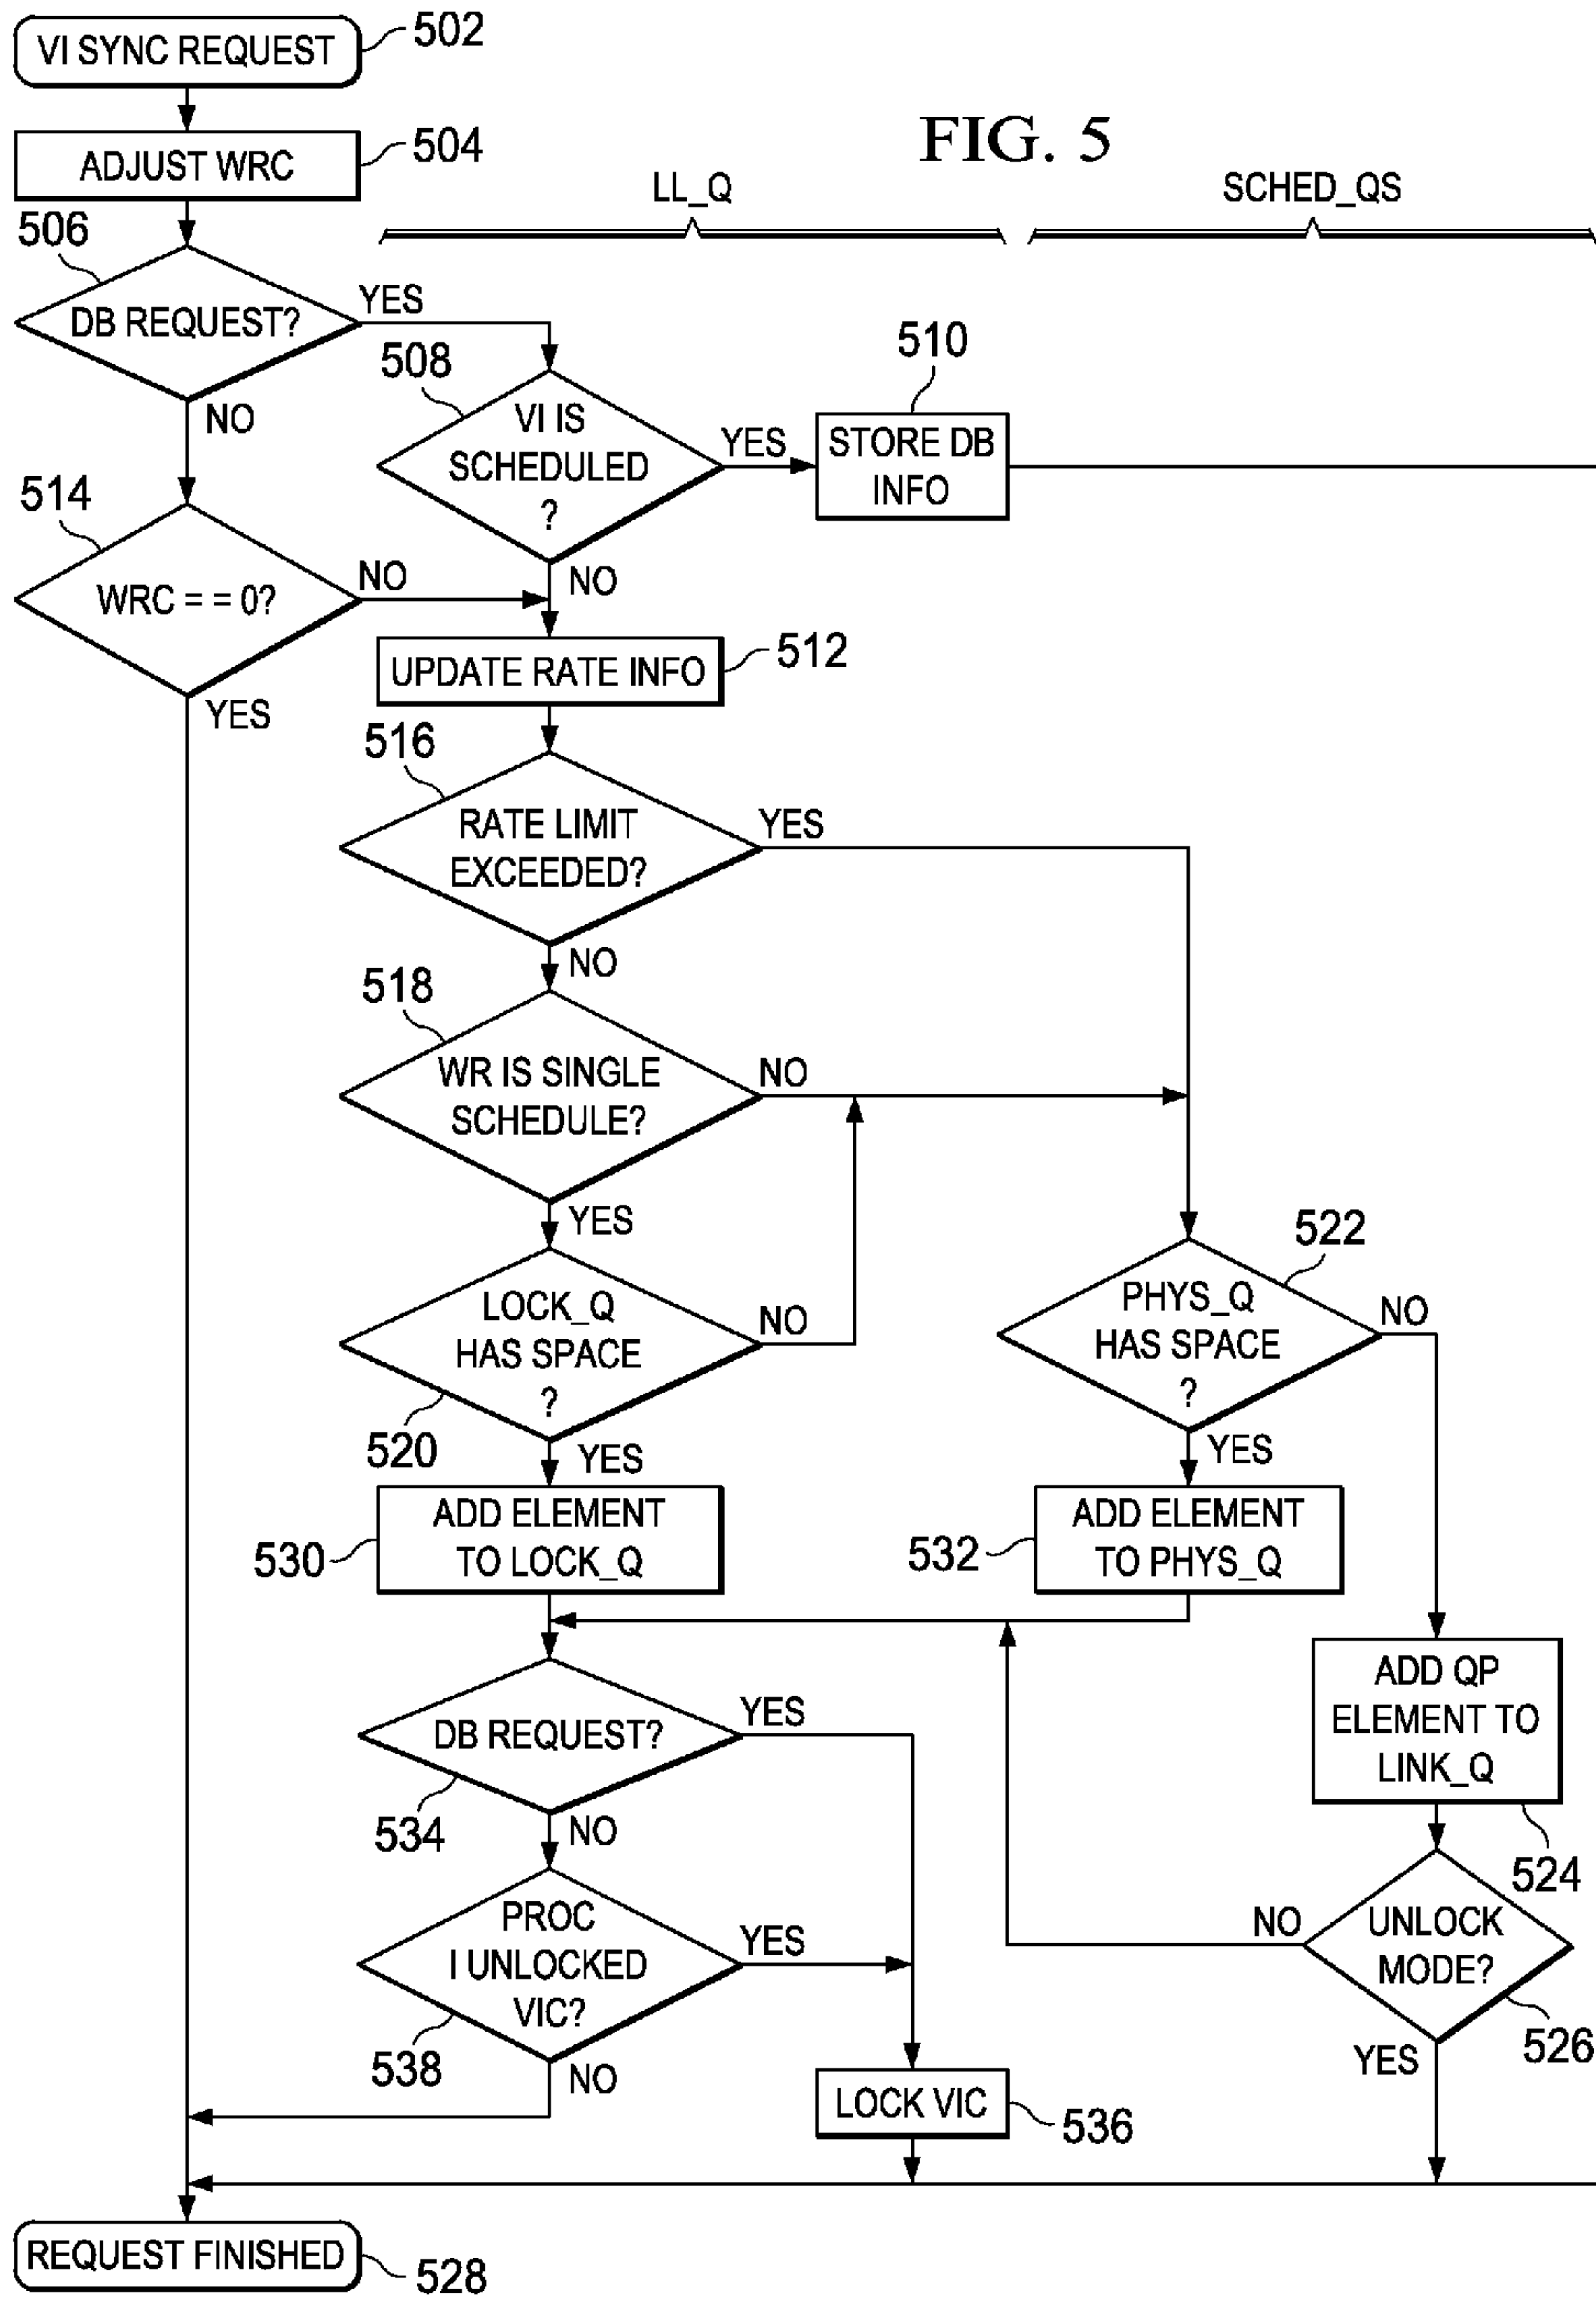 VI SYNC REQUEST
502
FIG. 5
ADJUST WRC
504
LL_Q
SCHED_QS
506
DB REQUEST?
YES
NO
508
VI IS
SCHEDULED
?
YES
NO
510
STORE DB
INFO
514
WRC = = 0?
NO
YES
UPDATE RATE INFO
512
516
RATE LIMIT
EXCEEDED?
YES
NO
518
WR IS SINGLE
SCHEDULE?
NO
YES
LOCK_Q
HAS SPACE
?
NO
520
YES
522
PHYS_Q
HAS SPACE
?
NO
YES
ADD ELEMENT
TO LOCK_Q
530
ADD ELEMENT
TO PHYS_Q
532
ADD QP
ELEMENT TO
LINK_Q
524
DB REQUEST?
YES
534
NO
UNLOCK
MODE?
NO
526
YES
PROC
I UNLOCKED
VIC?
YES
538
NO
LOCK VIC
536
REQUEST FINISHED
528